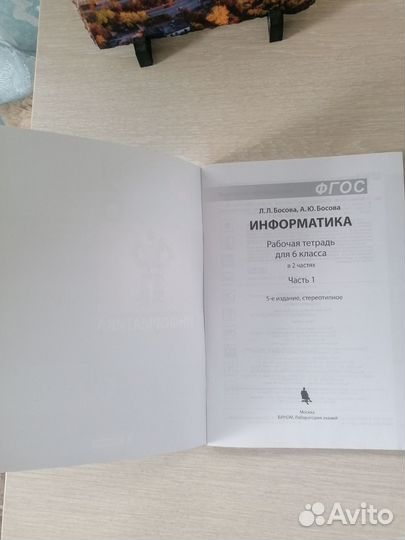 ФГОС
Л. Л. Босова, А. Ю. Босова
ИНФОРМАТИКА
Рабочая тетрадь
для 6 класса
в 2 частях
Часть 1
5-е издание, стереотипное
Москва
БИНОМ. Лаборатория знаний
Avito